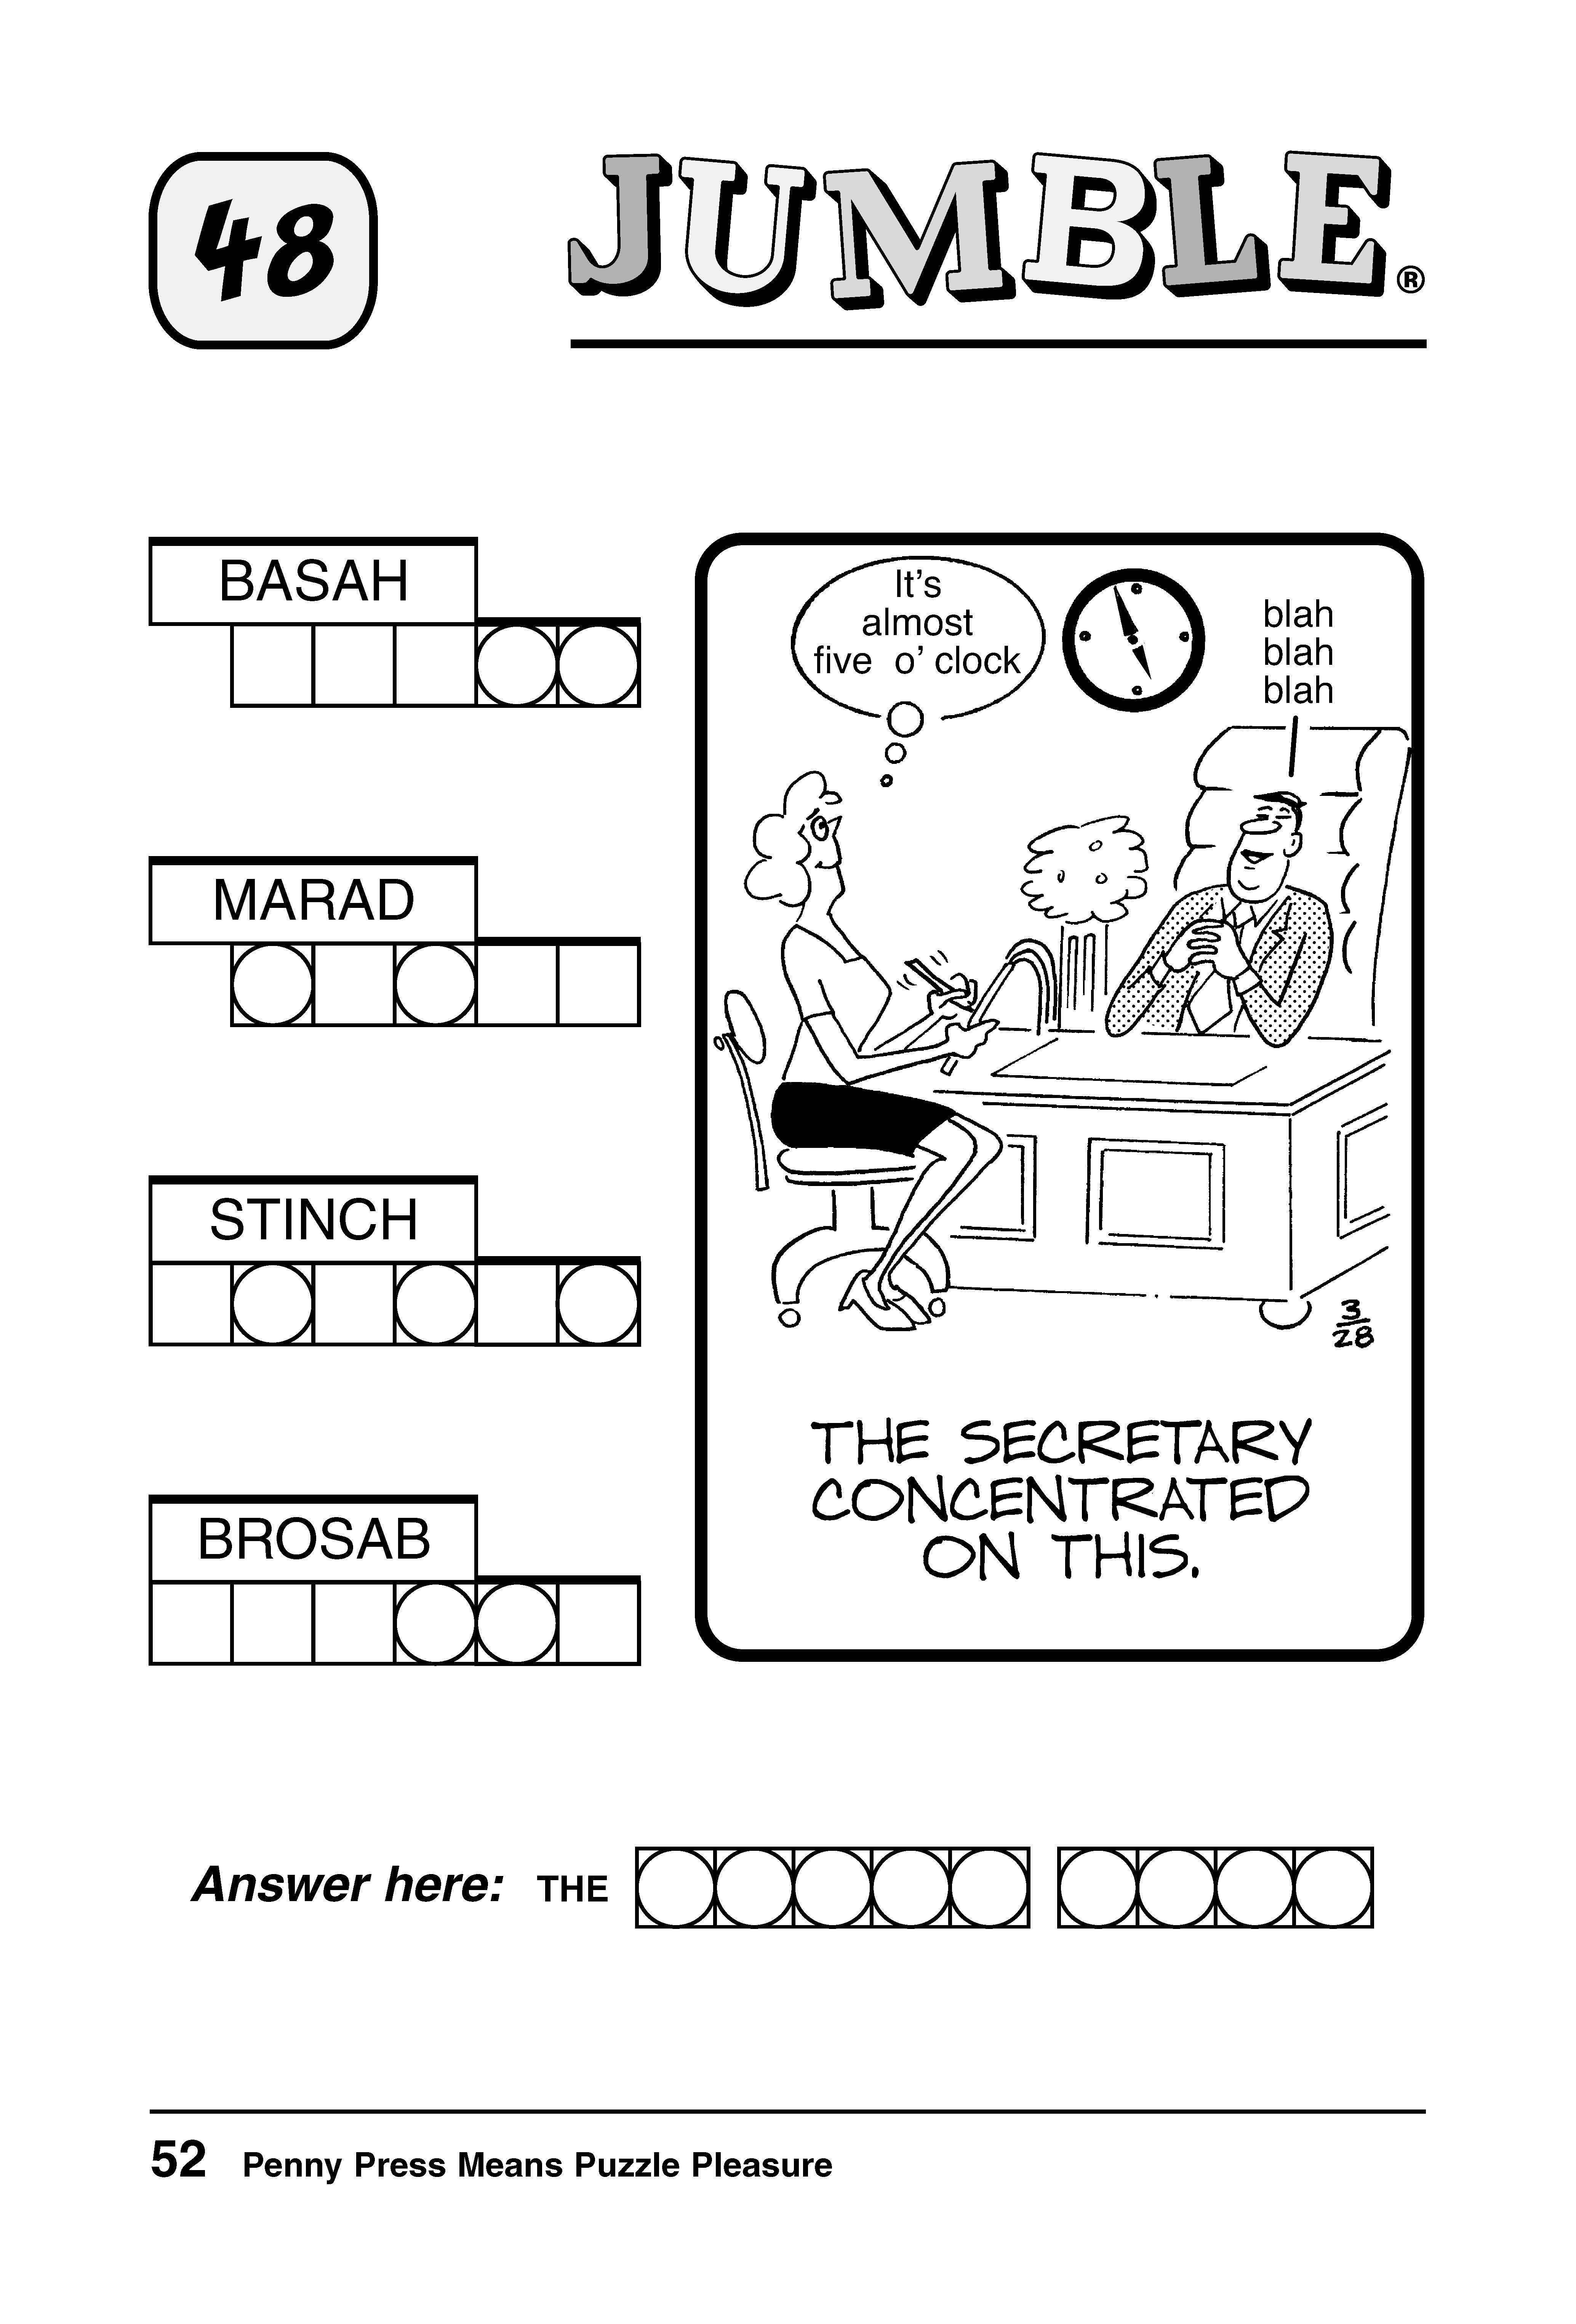 48
JUMBLE®
BASAH
MARAD
STINCH
BROSAB
It's
almost
five o' clock
blah
blah
blah
3
28
THE SECRETARY
CONCENTRATED
ON THIS.
Answer here: THE
52 Penny Press Means Puzzle Pleasure